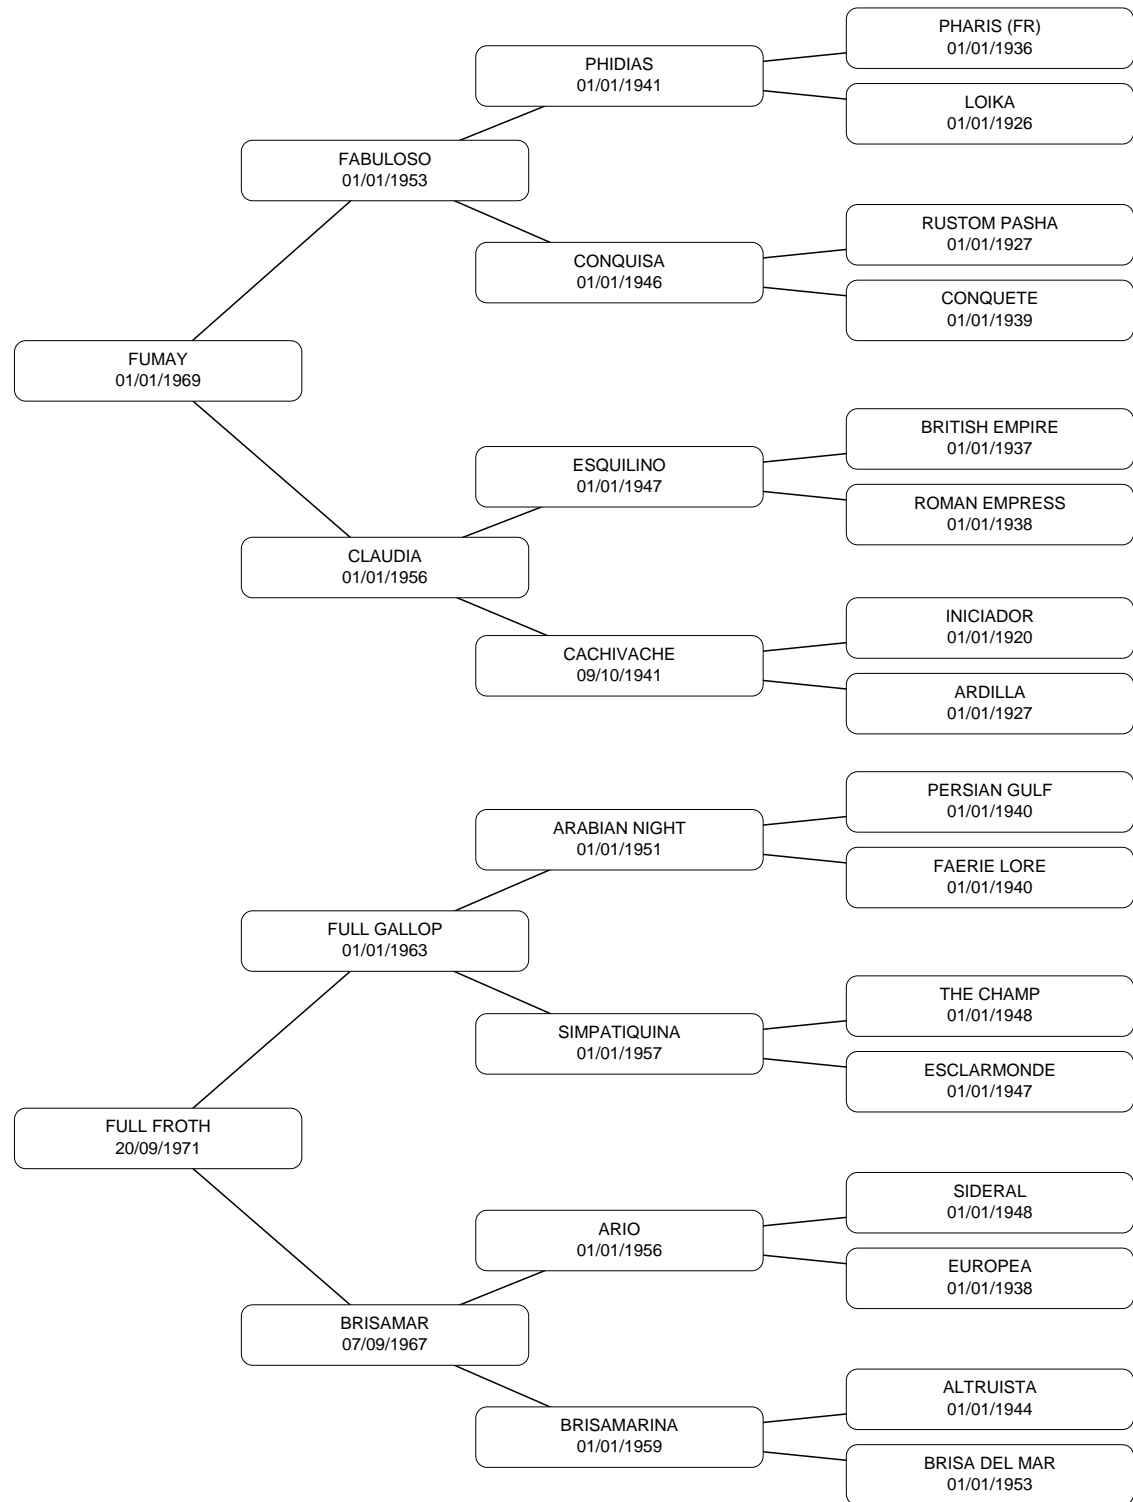 PHARIS (FR)
01/01/1936
PHIDIAS
01/01/1941
LOIKA
01/01/1926
FABULOSO
01/01/1953
RUSTOM PASHA
01/01/1927
CONQUISA
01/01/1946
CONQUETE
01/01/1939
FUMAY
01/01/1969
BRITISH EMPIRE
01/01/1937
ESQUILINO
01/01/1947
ROMAN EMPRESS
01/01/1938
CLAUDIA
01/01/1956
INICIADOR
01/01/1920
CACHIVACHE
09/10/1941
ARDILLA
01/01/1927
PERSIAN GULF
01/01/1940
ARABIAN NIGHT
01/01/1951
FAERIE LORE
01/01/1940
FULL GALLOP
01/01/1963
THE CHAMP
01/01/1948
SIMPATIQUINA
01/01/1957
ESCLARMONDE
01/01/1947
FULL FROTH
20/09/1971
SIDERAL
01/01/1948
ARIO
01/01/1956
EUROPEA
01/01/1938
BRISAMAR
07/09/1967
ALTRUISTA
01/01/1944
BRISAMARINA
01/01/1959
BRISA DEL MAR
01/01/1953